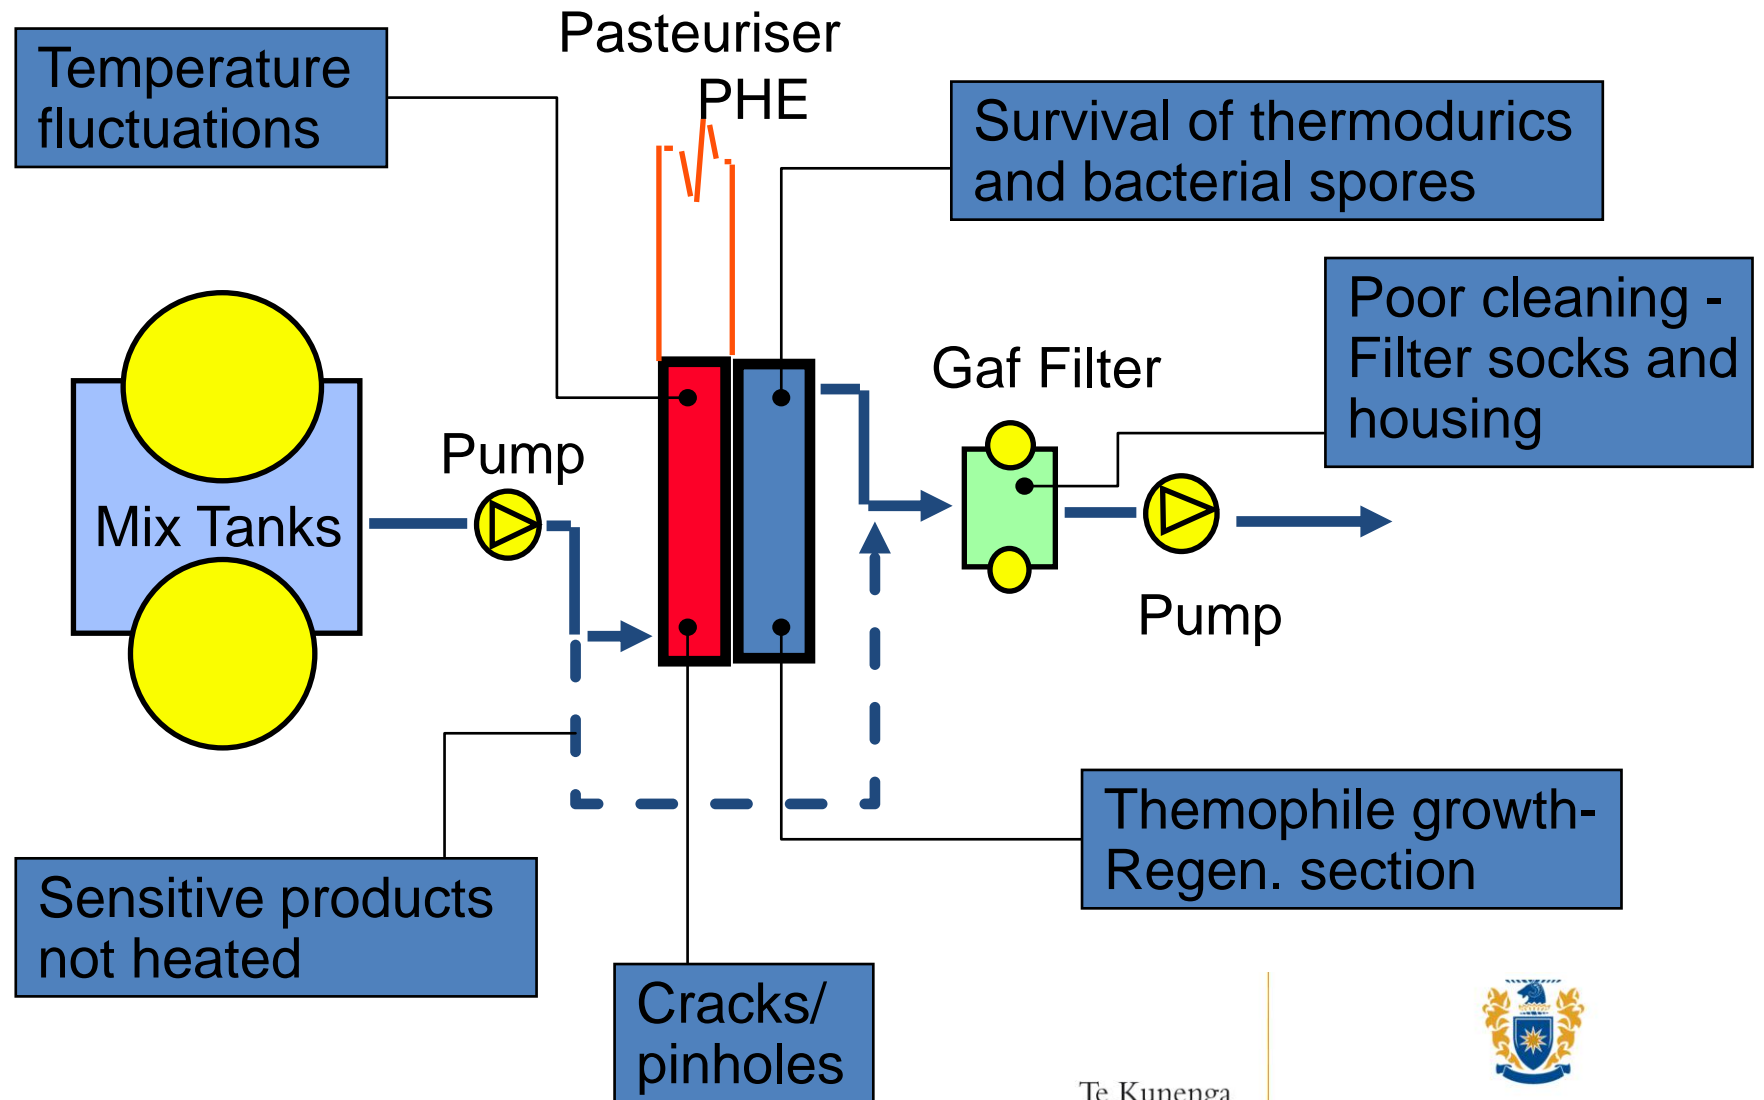 Pasteuriser
PHE
Temperature
fluctuations
Survival of thermodurics
and bacterial spores
Poor cleaning -
Filter socks and
housing
Gaf Filter
Pump
Mix Tanks
Pump
Themophile growth-
Regen. section
Sensitive products
not heated
Cracks/
pinholes
Te Kunenga